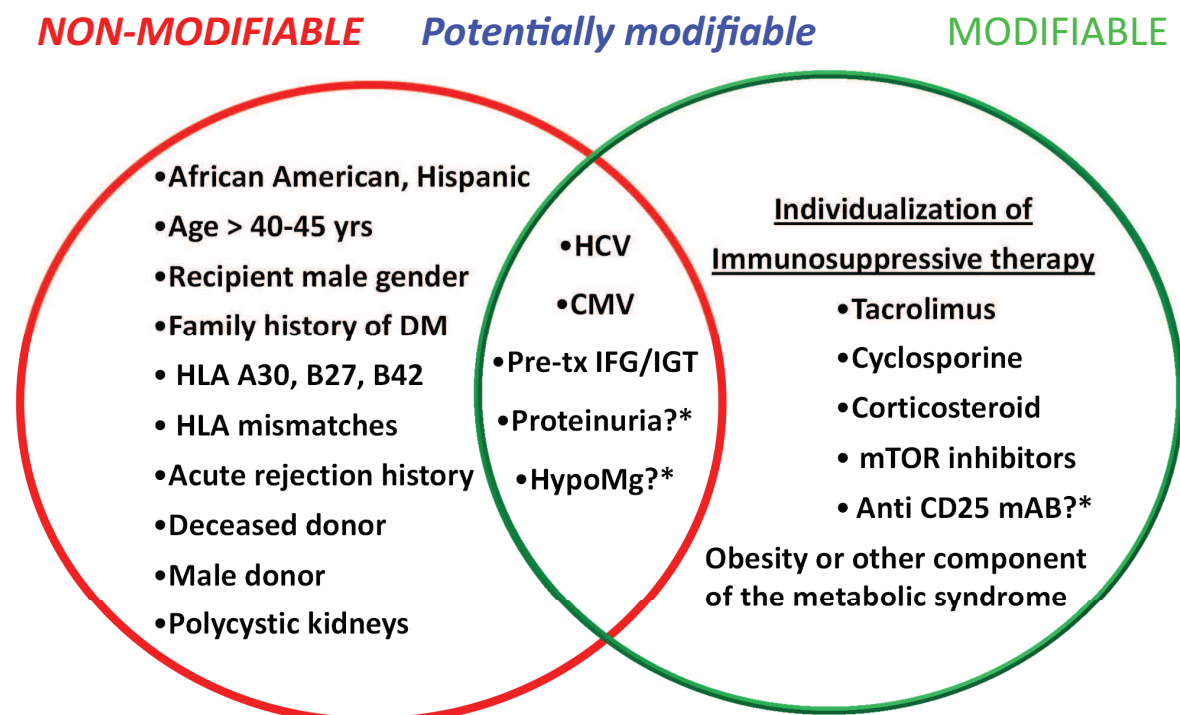 NON-MODIFIABLE
Potentially modifiable
MODIFIABLE
•African American, Hispanic
•Age > 40-45 yrs
•Recipient male gender
•Family history of DM
• HLA A30, B27, B42
• HLA mismatches
•Acute rejection history
•Deceased donor
•Male donor
•Polycystic kidneys
•HCV
•CMV
•Pre-tx IFG/IGT
•Proteinuria?*
•HypoMg?*
Individualization of
Immunosuppressive therapy
•Tacrolimus
•Cyclosporine
•Corticosteroid
• mTOR inhibitors
• Anti CD25 mAB?*
Obesity or other component
of the metabolic syndrome